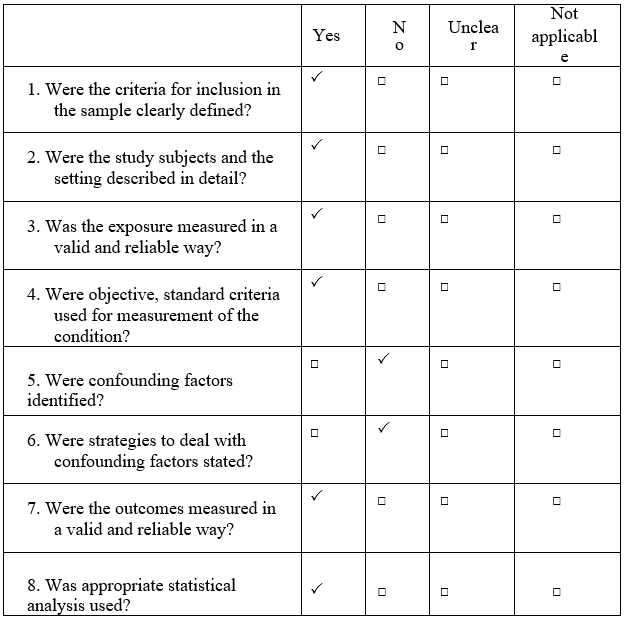 Yes
N
o
Unclea
r
Not
applicabl
e
1. Were the criteria for inclusion in
the sample clearly defined?
✓ □ □ □
2. Were the study subjects and the
setting described in detail?
✓ □ □ □
3. Was the exposure measured in a
valid and reliable way?
✓ □ □ □
4. Were objective, standard criteria
used for measurement of the
condition?
✓ □ □ □
5. Were confounding factors
identified?
□ ✓ □ □
6. Were strategies to deal with
confounding factors stated?
□ ✓ □ □
7. Were the outcomes measured in
a valid and reliable way?
✓ □ □ □
8. Was appropriate statistical
analysis used?
✓ □ □ □